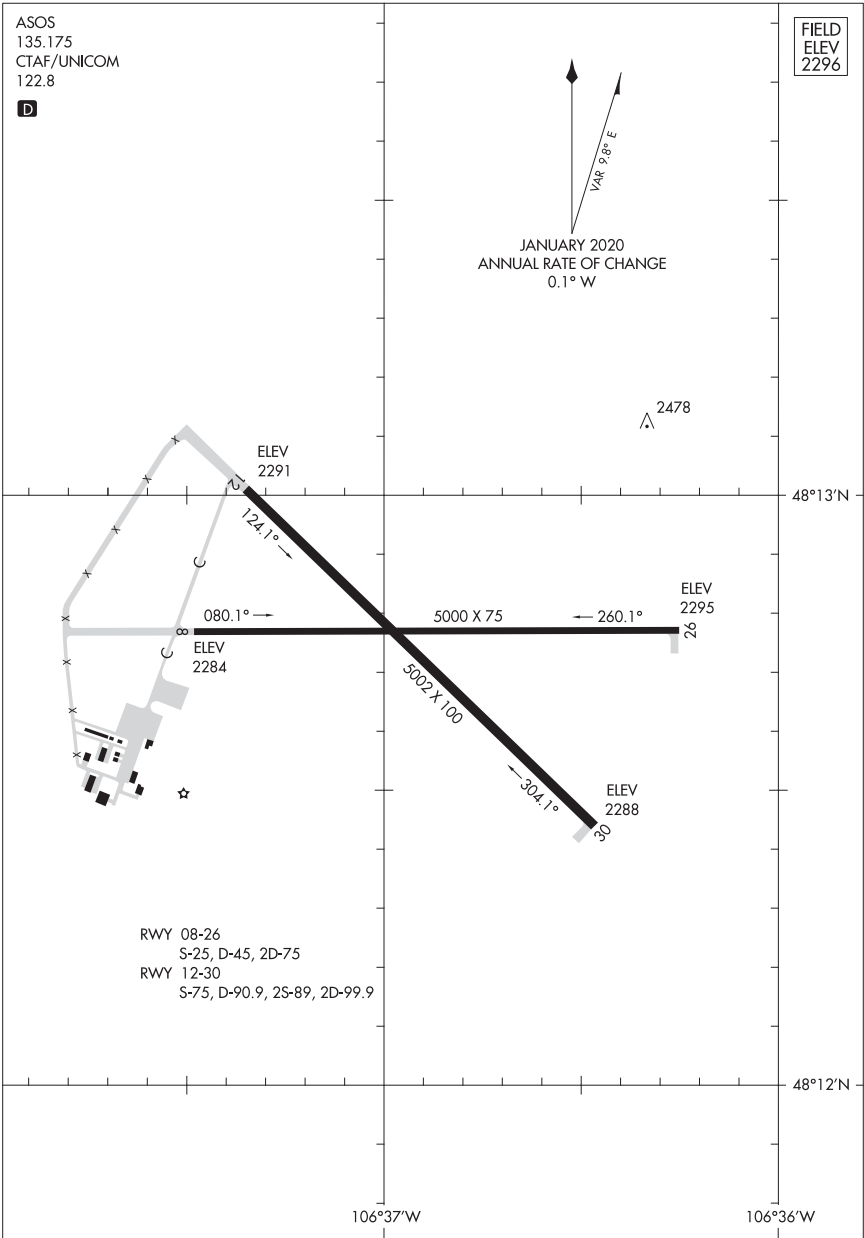 ASOS
135.175
CTAF/UNICOM
122.8
D
FIELD
ELEV
2296
VAR 9.8° E
JANUARY 2020
ANNUAL RATE OF CHANGE
0.1° W
2478
ELEV
2291
12
48°13'N
124.1°
C
ELEV
2295
080.1°
5000 X 75
260.1°
8
26
ELEV
2284
C
5002 X 100
304.1°
ELEV
2288
30
X
X
X
X
X
X
X
X
RWY 08-26
S-25, D-45, 2D-75
RWY 12-30
S-75, D-90.9, 2S-89, 2D-99.9
48°12'N
106°37'W
106°36'W